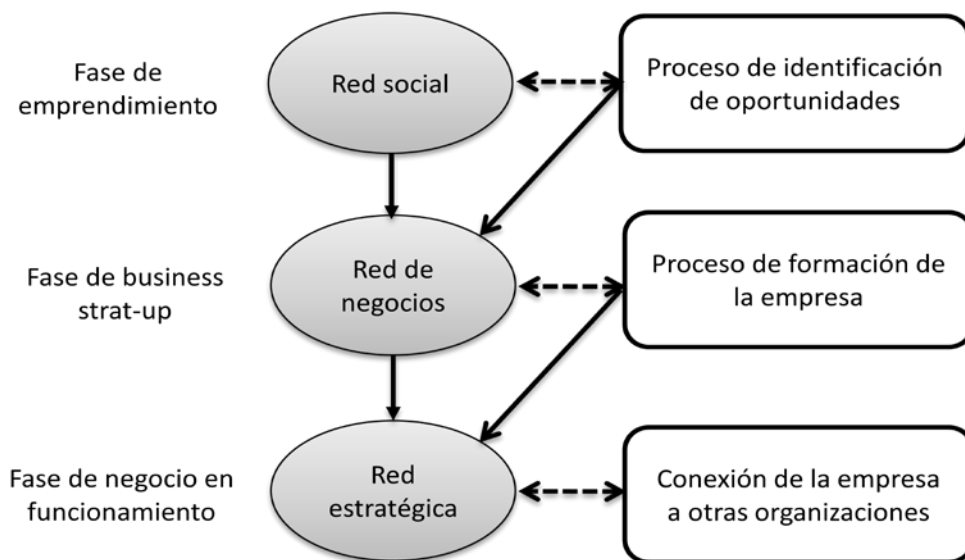 Fase de
emprendimiento
Red social
Proceso de identificación
de oportunidades
Fase de business
strat-up
Red de
negocios
Proceso de formación de
la empresa
Fase de negocio en
funcionamiento
Red
estratégica
Conexión de la empresa
a otras organizaciones